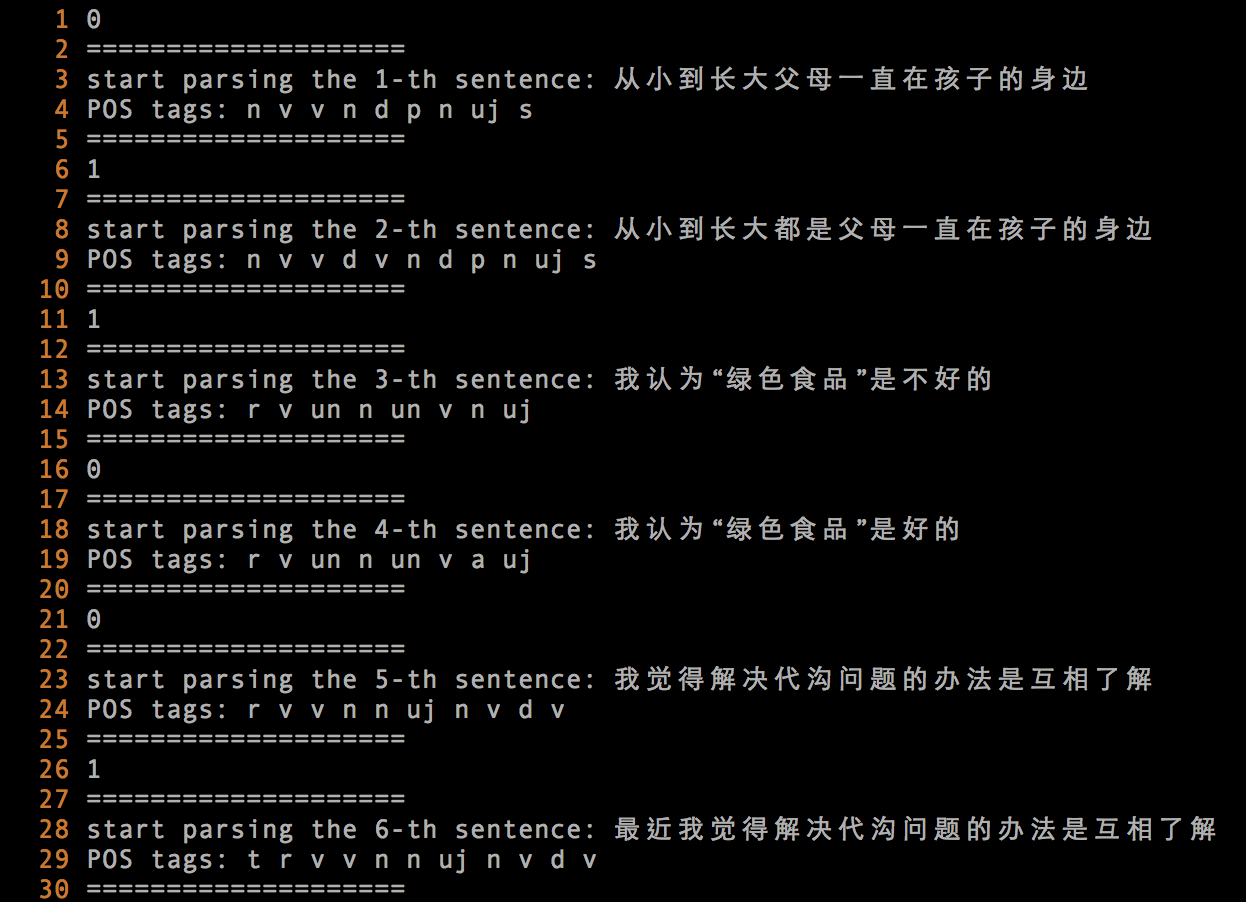 1 0
2 ====================
3 start parsing the 1-th sentence: 从小到长大父母一直在孩子的身边
4 POS tags: n v v n d p n uj s
5 ====================
6 1
7 ====================
8 start parsing the 2-th sentence: 从小到长大都是父母一直在孩子的身边
9 POS tags: n v v d v n d p n uj s
10 ====================
11 1
12 ====================
13 start parsing the 3-th sentence: 我认为“绿色食品”是不好的
14 POS tags: r v un n un v n uj
15 ====================
16 0
17 ====================
18 start parsing the 4-th sentence: 我认为“绿色食品”是好的
19 POS tags: r v un n un v a uj
20 ====================
21 0
22 ====================
23 start parsing the 5-th sentence: 我觉得解决代沟问题的办法是互相了解
24 POS tags: r v v n n uj n v d v
25 ====================
26 1
27 ====================
28 start parsing the 6-th sentence: 最近我觉得解决代沟问题的办法是互相了解
29 POS tags: t r v v n n uj n v d v
30 ====================